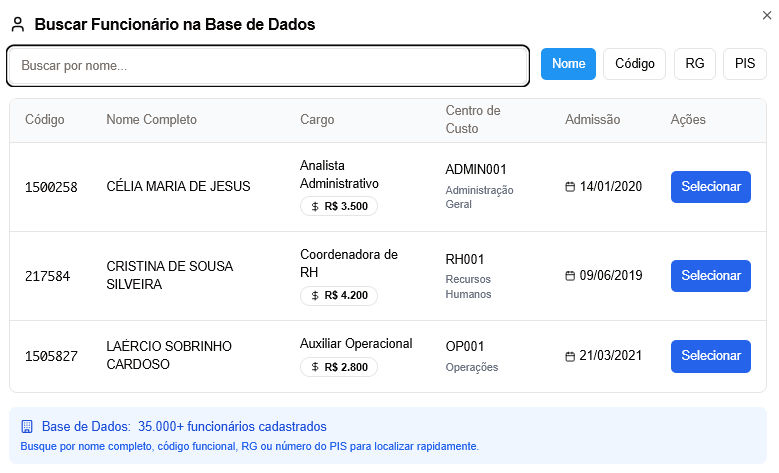 Buscar Funcionário na Base de Dados
Buscar por nome...
Nome Código RG PIS
Código Nome Completo Cargo Centro de Custo Admissão Ações
1500258 CÉLIA MARIA DE JESUS Analista Administrativo ADMIN001 14/01/2020 Selecionar
$ R$ 3.500 Administração Geral
217584 CRISTINA DE SOUSA SILVEIRA Coordenadora de RH RH001 09/06/2019 Selecionar
$ R$ 4.200 Recursos Humanos
1505827 LAÉRCIO SOBRINHO CARDOSO Auxiliar Operacional OP001 21/03/2021 Selecionar
$ R$ 2.800 Operações
Base de Dados: 35.000+ funcionários cadastrados
Busque por nome completo, código funcional, RG ou número do PIS para localizar rapidamente.